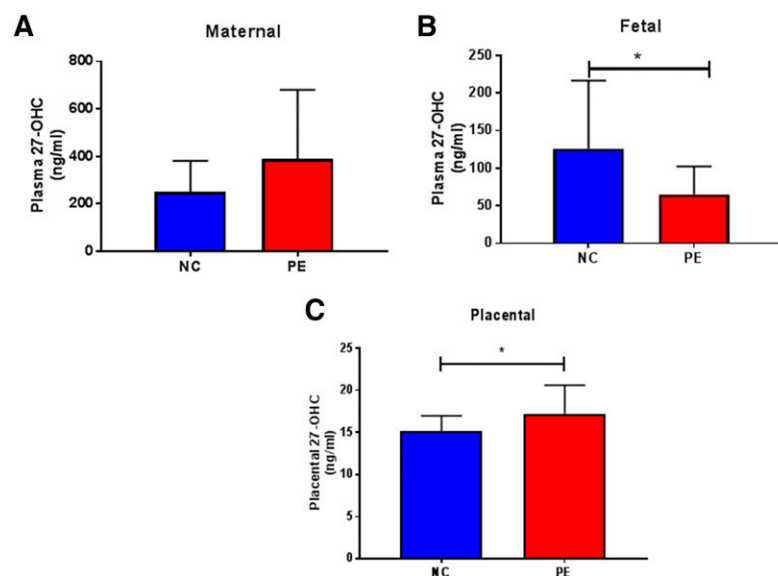 A
Maternal
Plasma 27-OHC
(ng/ml)
800
600
400
200
0
NC PE
B
Fetal
*
Plasma 27-OHC
(ng/ml)
250
200
150
100
50
0
NC PE
C
Placental
*
Placental 27-OHC
(ng/ml)
25
20
15
10
5
0
NC PE